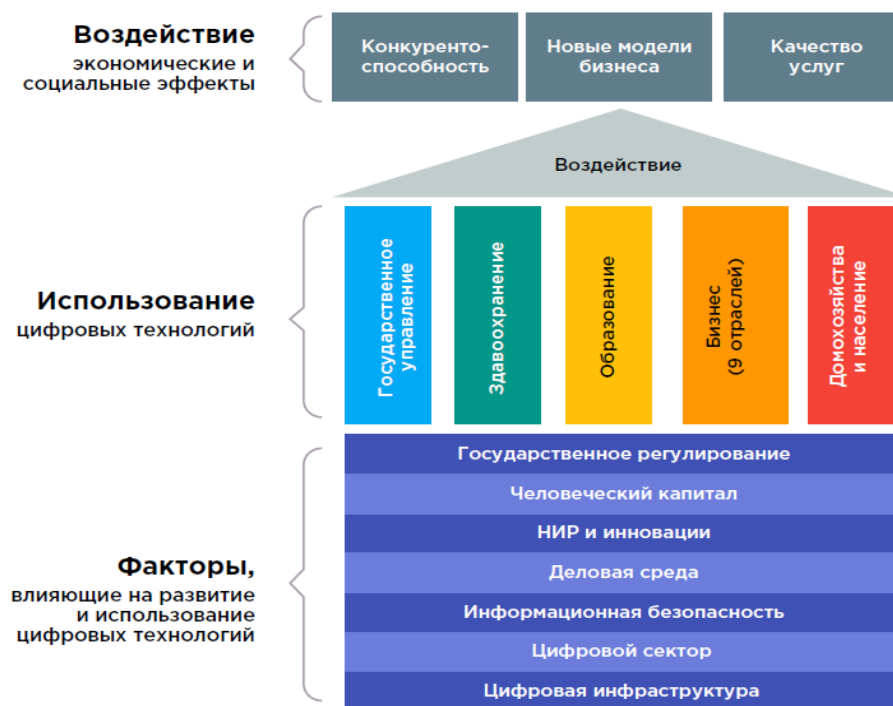 Воздействие
экономические и
социальные эффекты
Конкуренто-
способность
Новые модели
бизнеса
Качество
услуг
Воздействие
Использование
цифровых технологий
Государственное
управление
Здавоохранение
Образование
Бизнес
(9 отраслей)
Домохозяйства
и население
Факторы,
влияющие на развитие
и использование
цифровых технологий
Государственное регулирование
Человеческий капитал
НИР и инновации
Деловая среда
Информационная безопасность
Цифровой сектор
Цифровая инфраструктура